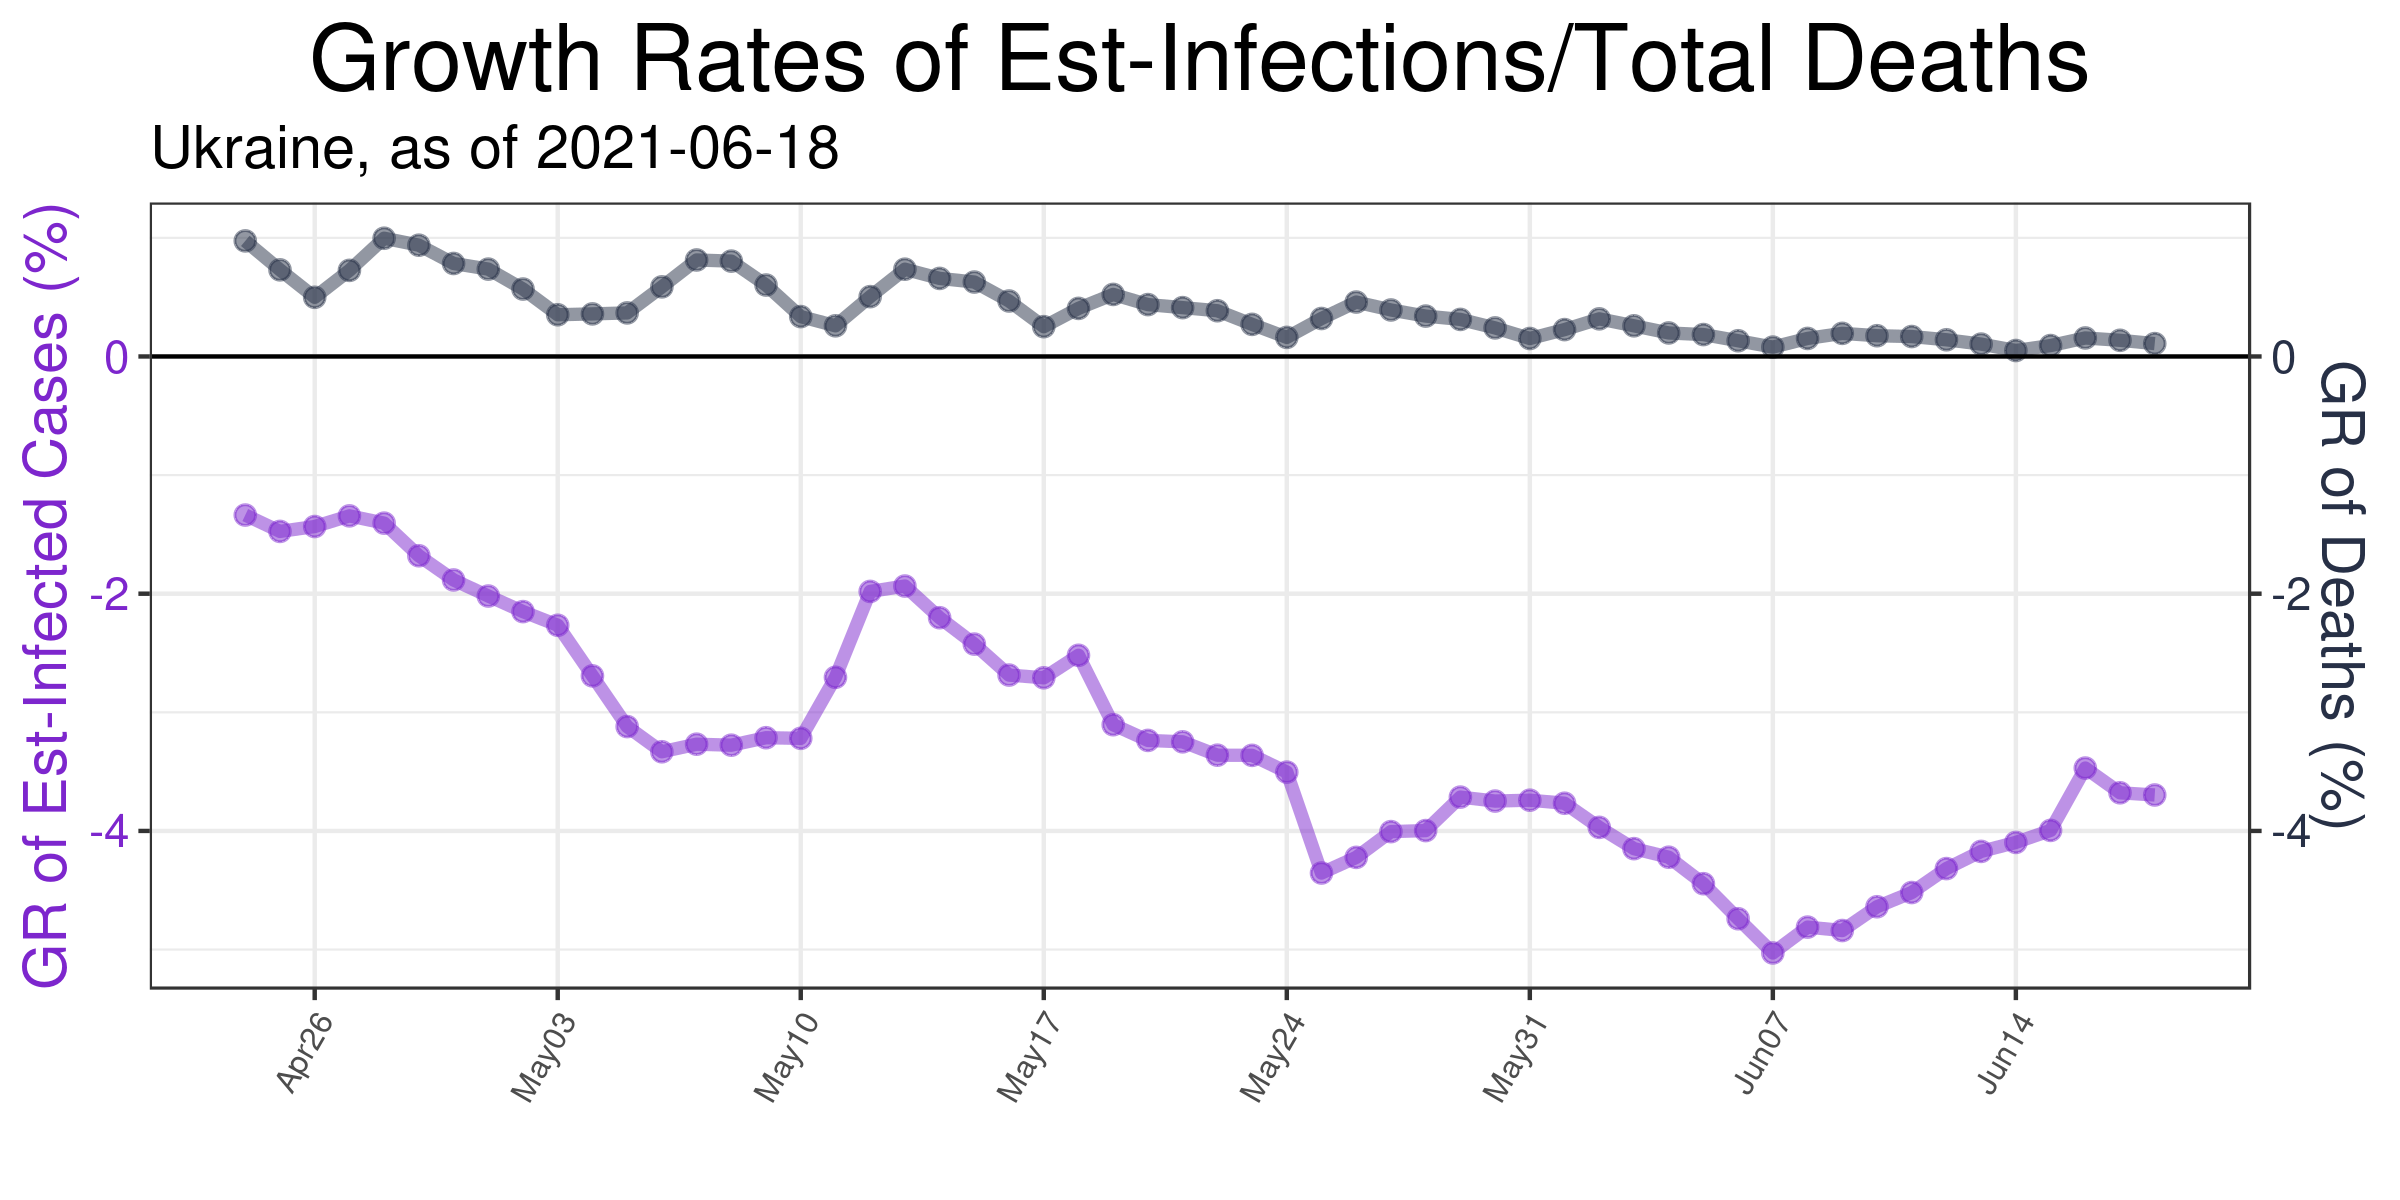 Growth Rates of Est-Infections/Total Deaths
Ukraine, as of 2021-06-18
GR of Est-Infected Cases (%)
0
-2
-4
0
-2
-4
GR of Deaths (%)
Apr26
May03
May10
May17
May24
May31
Jun07
Jun14